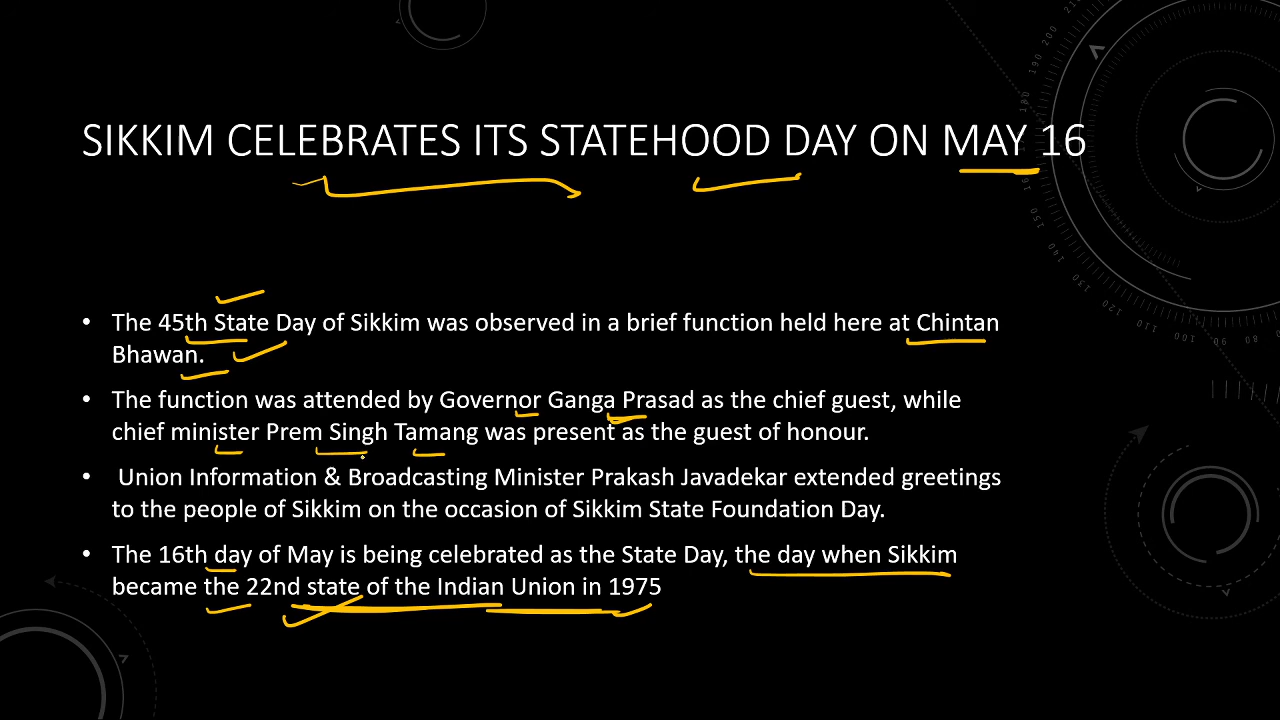 SIKKIM CELEBRATES ITS STATEHOOD DAY ON MAY 16
• The 45th State Day of Sikkim was observed in a brief function held here at Chintan
Bhawan.
• The function was attended by Governor Ganga Prasad as the chief guest, while
chief minister Prem Singh Tamang was present as the guest of honour.
• Union Information & Broadcasting Minister Prakash Javadekar extended greetings
to the people of Sikkim on the occasion of Sikkim State Foundation Day.
• The 16th day of May is being celebrated as the State Day, the day when Sikkim
became the 22nd state of the Indian Union in 1975